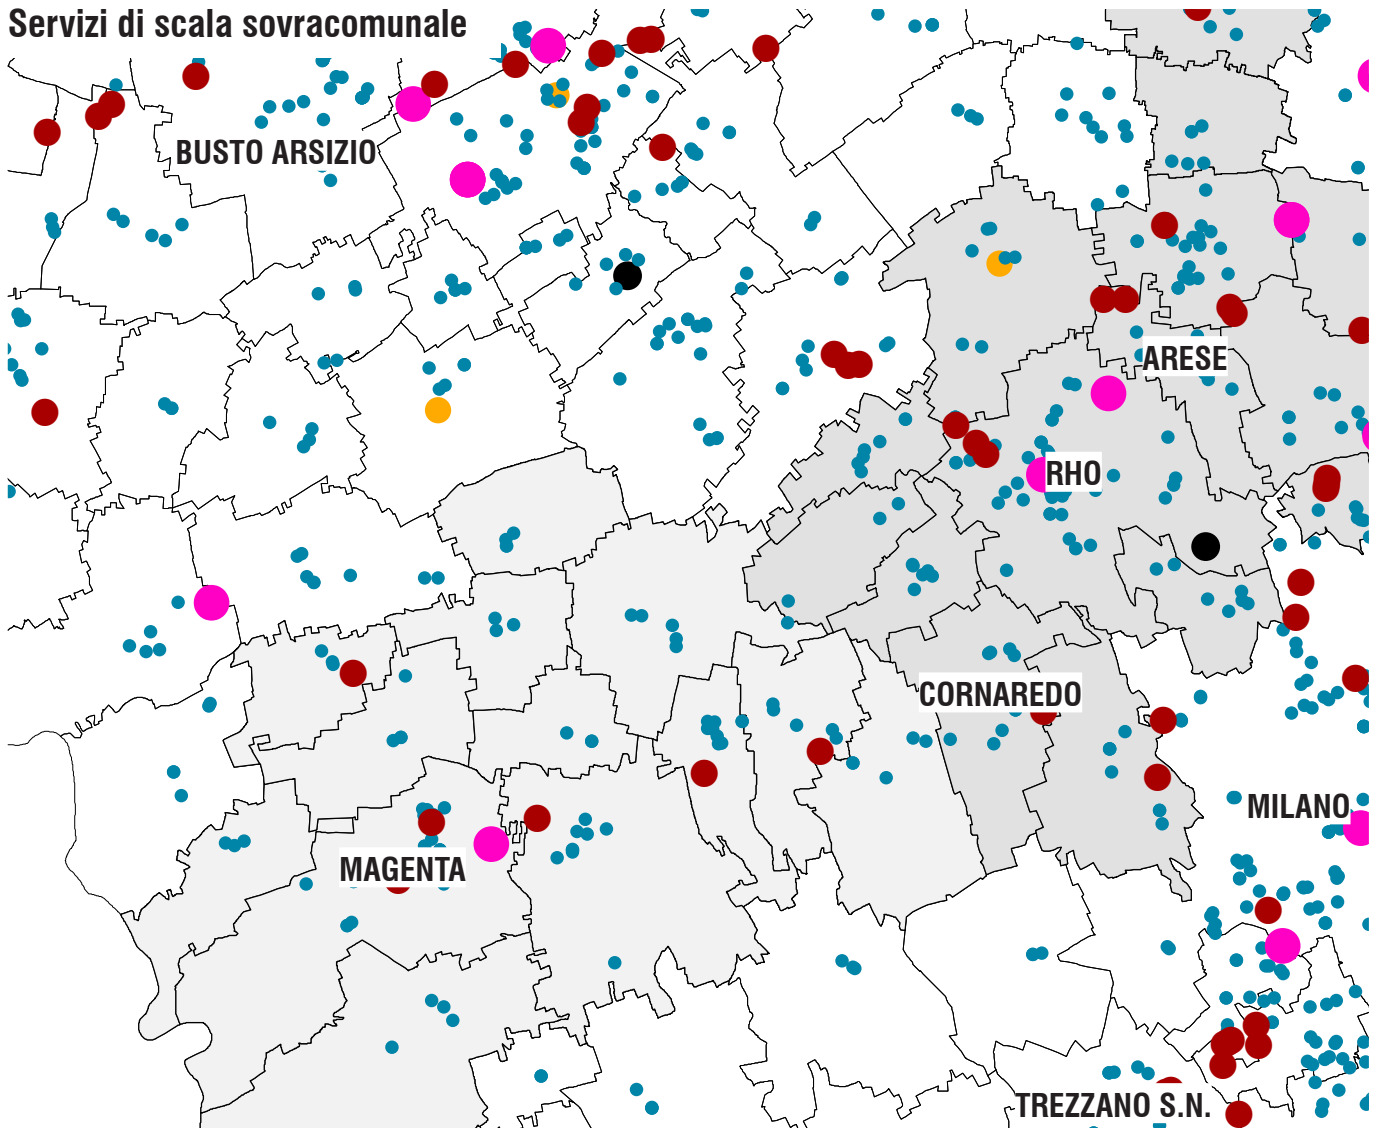 Servizi di scala sovracomunale
BUSTO ARSIZIO
ARESE
RHO
CORNAREDO
MILANO
MAGENTA
TREZZANO S.N.